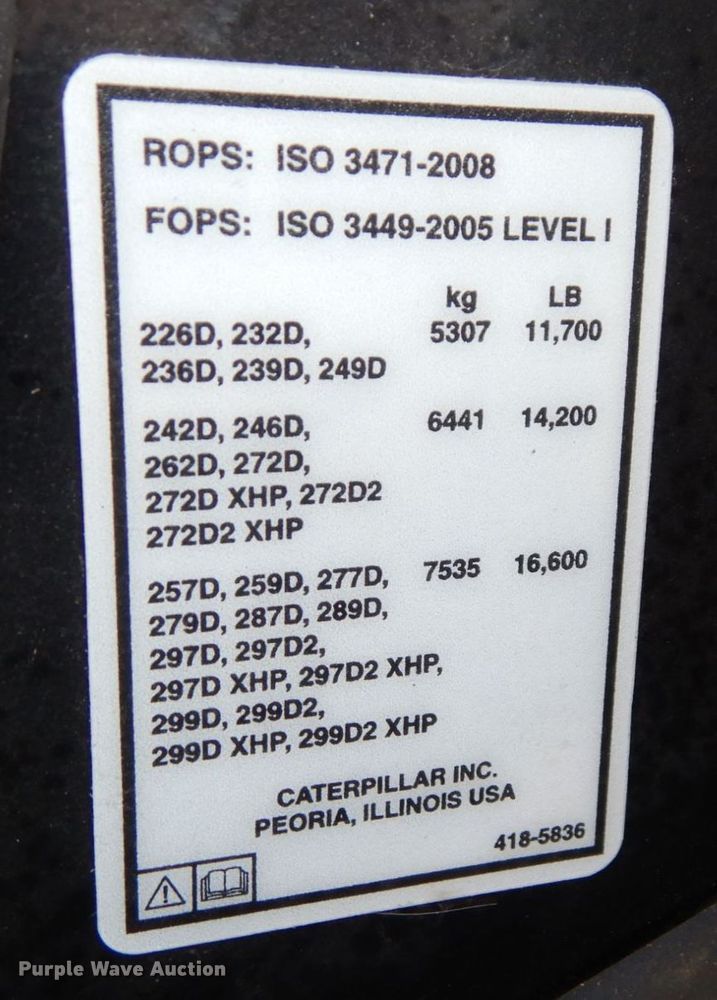 ROPS: ISO 3471-2008
FOPS: ISO 3449-2005 LEVEL I
kg LB
226D, 232D, 5307 11,700
236D, 239D, 249D
242D, 246D, 6441 14,200
262D, 272D,
272D XHP, 272D2
272D2 XHP
257D, 259D, 277D, 7535 16,600
279D, 287D, 289D,
297D, 297D2,
297D XHP, 297D2 XHP,
299D, 299D2,
299D XHP, 299D2 XHP
CATERPILLAR INC.
PEORIA, ILLINOIS USA
418-5836
Purple Wave Auction